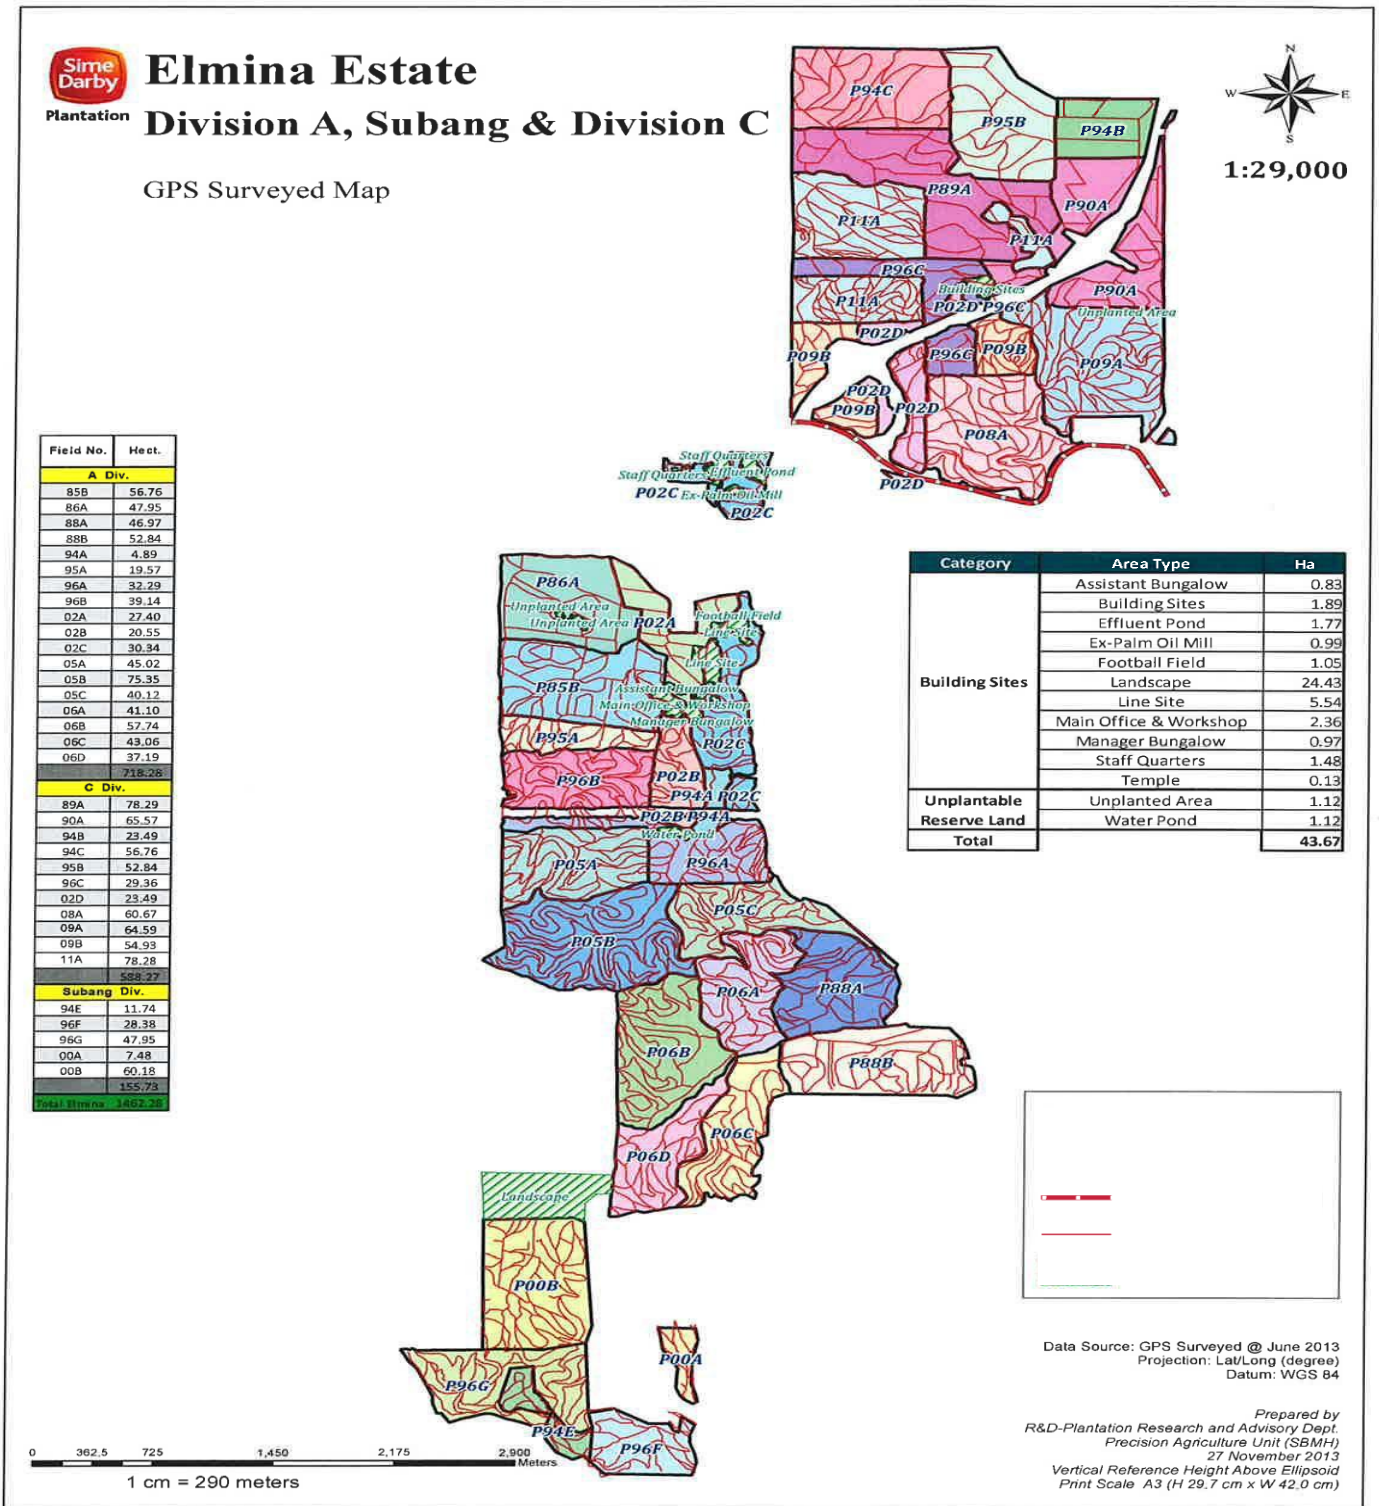 Sime
Darby
Plantation
Elmina Estate
Division A, Subang & Division C
GPS Surveyed Map
N
W
E
S
1:29,000
P94C
P95B
P94B
P89A
P90A
P11A
P11A
P96C
Building Sites
P90A
P11A
P02D
P96C
Unplanted Area
P02D
P09B
P96C
P09B
P09A
P02D
P09B
P02D
P08A
P02D
Staff Quarters
Staff Quarters
Effluent Pond
P02C
Ex-Palm Oil Mill
P02C
Field No. Hect.
A Div.
85B 56.76
86A 47.95
88A 46.97
88B 52.84
94A 4.89
95A 19.57
96A 32.29
96B 39.14
02A 27.40
02B 20.55
02C 30.34
05A 45.02
05B 75.35
05C 40.12
06A 41.10
06B 57.74
06C 43.06
06D 37.19
718.28
C Div.
89A 78.29
90A 65.57
94B 23.49
94C 56.76
95B 52.84
96C 29.36
02D 23.49
08A 60.67
09A 64.59
09B 54.93
11A 78.28
588.27
Subang Div.
94E 11.74
96F 28.38
96G 47.95
00A 7.48
00B 60.18
155.73
Total Elmina 1462.28
Category Area Type Ha
Building Sites
Assistant Bungalow 0.83
Building Sites 1.89
Effluent Pond 1.77
Ex-Palm Oil Mill 0.99
Football Field 1.05
Landscape 24.43
Line Site 5.54
Main Office & Workshop 2.36
Manager Bungalow 0.97
Staff Quarters 1.48
Temple 0.13
Unplantable Unplanted Area 1.12
Reserve Land Water Pond 1.12
Total 43.67
P86A
Unplanted Area
Unplanted Area
P02A
Football Field
Line Site
Line Site
P85B
Assistant Bungalow
Main Office & Workshop
Manager Bungalow
P95A
P02C
P96B
P02B
P94A
P02C
P02B
P94A
Water Pond
P05A
P96A
P05C
P05B
P06A
P88A
P06B
P88B
P06C
P06D
Landscape
P00B
P00A
P96G
P94E
P96F
0 362.5 725 1,450 2,175 2,900
Meters
1 cm = 290 meters
Data Source: GPS Surveyed @ June 2013
Projection: Lat/Long (degree)
Datum: WGS 84
Prepared by
R&D-Plantation Research and Advisory Dept.
Precision Agriculture Unit (SBMH)
27 November 2013
Vertical Reference Height Above Ellipsoid
Print Scale A3 (H 29.7 cm x W 42.0 cm)